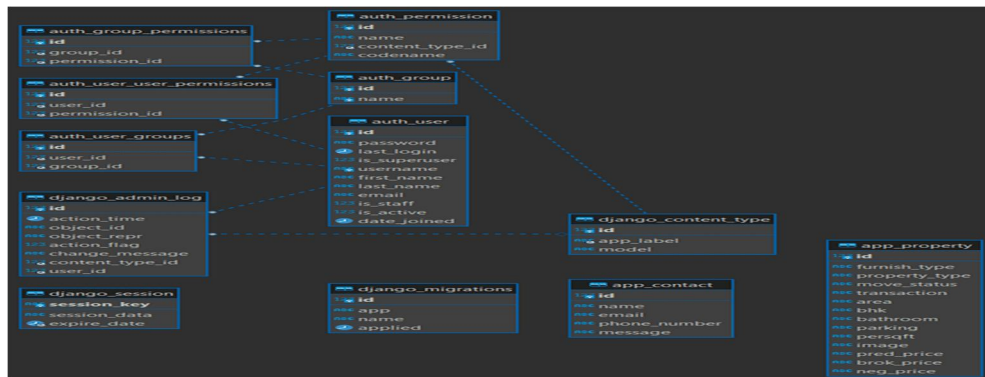 auth_group_permissions
id
group_id
permission_id
auth_user_user_permissions
id
user_id
permission_id
auth_user_groups
id
user_id
group_id
django_admin_log
id
action_time
object_id
object_repr
action_flag
change_message
content_type_id
user_id
django_session
session_key
session_data
expire_date
auth_permission
id
name
content_type_id
codename
auth_group
id
name
auth_user
id
password
last_login
is_superuser
username
first_name
last_name
email
is_staff
is_active
date_joined
django_migrations
id
app
name
applied
django_content_type
id
app_label
model
app_contact
id
name
email
phone_number
message
app_property
id
furnish_type
property_type
move_status
transaction
area
bhk
bathroom
parking
persqft
image
pred_price
brok_price
neg_price